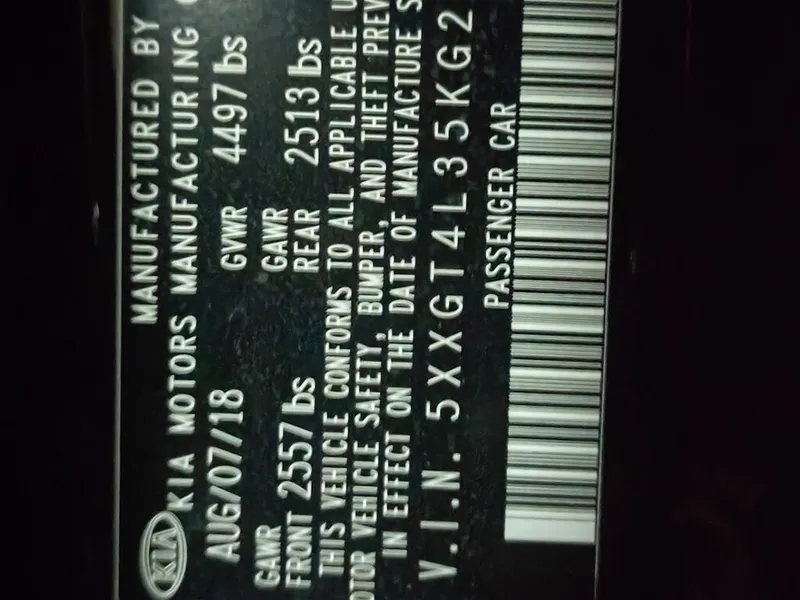 MANUFACTURED BY
KIA KIA MOTORS MANUFACTURING
AUG/07/18 GVWR 4497 lbs
GAWR FRONT 2557 lbs GAWR REAR 2513 lbs
THIS VEHICLE CONFORMS TO ALL APPLICABLE
OTOR VEHICLE SAFETY, BUMPER, AND THEFT PREV
IN EFFECT ON THE DATE OF MANUFACTURE S
V.I.N. 5XXGT4L35KG2
PASSENGER CAR